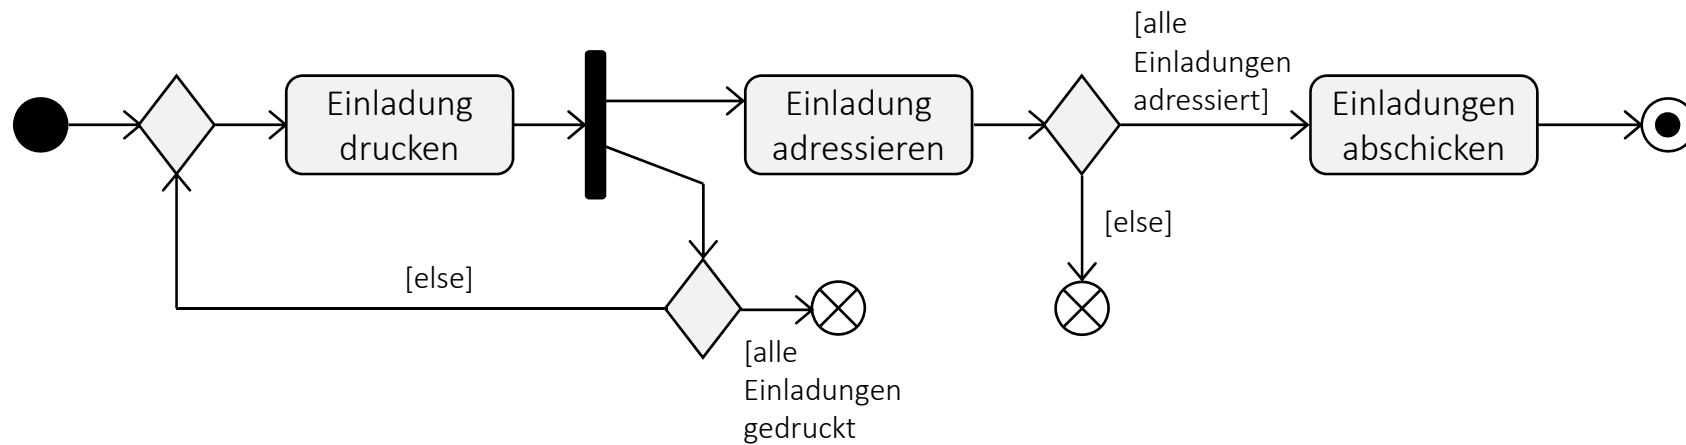 [alle
Einladungen
adressiert]
Einladung
drucken
Einladung
adressieren
Einladungen
abschicken
[else]
[else]
[alle
Einladungen
gedruckt